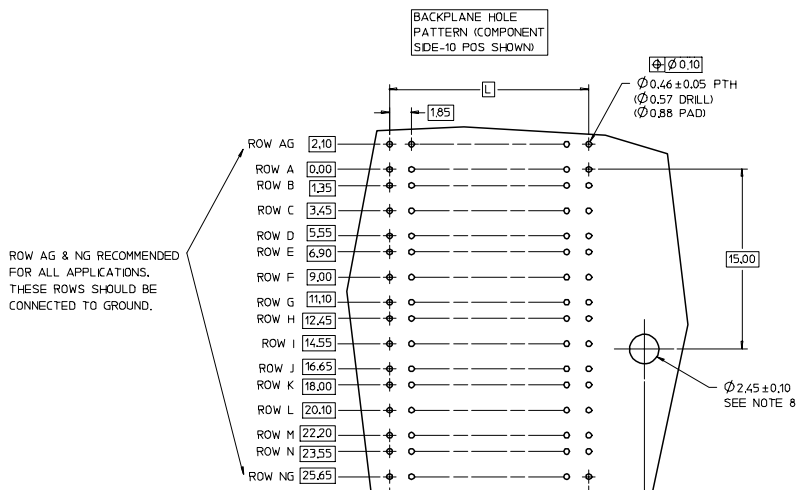 BACKPLANE HOLE
PATTERN (COMPONENT
SIDE-10 POS SHOWN)
L
1.85
⌖ Ø 0.10
Ø 0.46 ±0.05 PTH
(Ø 0.57 DRILL)
(Ø 0.88 PAD)
ROW AG 2.10
ROW A 0.00
ROW B 1.35
ROW C 3.45
ROW D 5.55
ROW E 6.90
ROW F 9.00
ROW G 11.10
ROW H 12.45
ROW I 14.55
ROW J 16.65
ROW K 18.00
ROW L 20.10
ROW M 22.20
ROW N 23.55
ROW NG 25.65
ROW AG & NG RECOMMENDED
FOR ALL APPLICATIONS.
THESE ROWS SHOULD BE
CONNECTED TO GROUND.
15.00
Ø 2.45 ±0.10
SEE NOTE 8